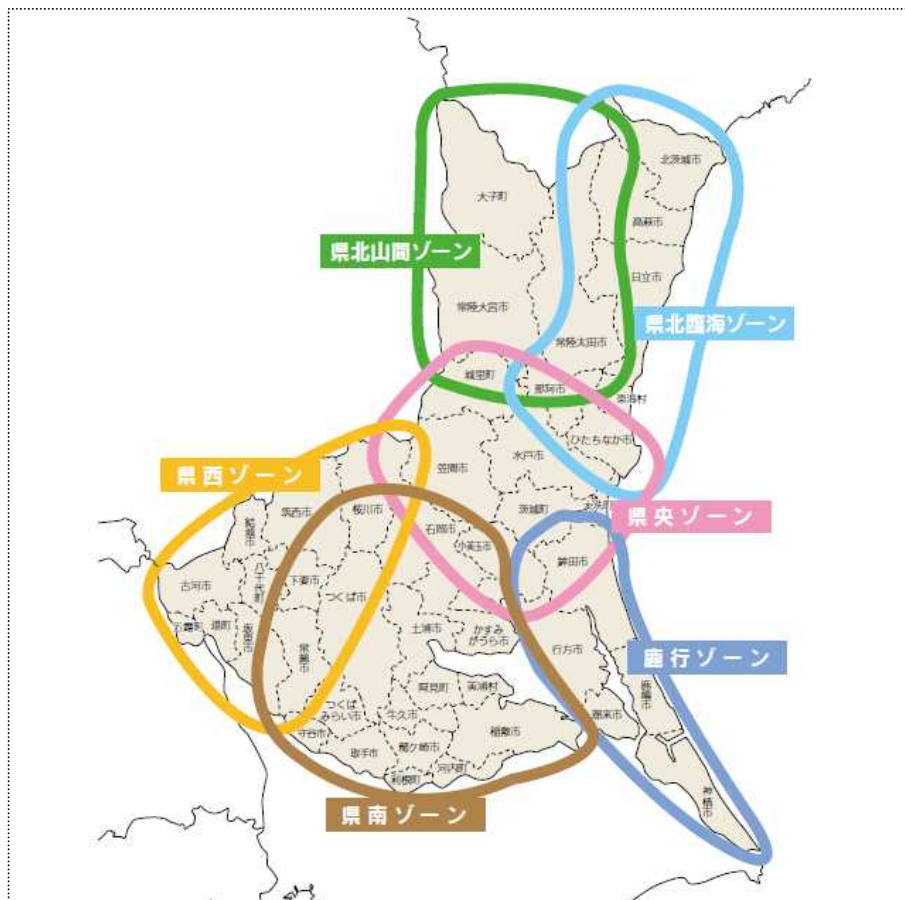 北茨城市
大子町
高萩市
県北山間ゾーン
日立市
常陸大宮市
県北臨海ゾーン
常陸太田市
城里町
那珂市
東海村
ひたちなか市
水戸市
笠間市
県西ゾーン
桜川市
筑西市
茨城町
大洗町
県央ゾーン
結城市
石岡市
小美玉市
鉾田市
八千代町
下妻市
古河市
つくば市
五霞町
境町
坂東市
土浦市
かすみ
がうら市
常総市
行方市
鹿行ゾーン
阿見町
美浦村
鹿嶋市
つくば
みらい市
牛久市
潮来市
守谷市
稲敷市
取手市
龍ケ崎市
河内町
利根町
神栖市
県南ゾーン